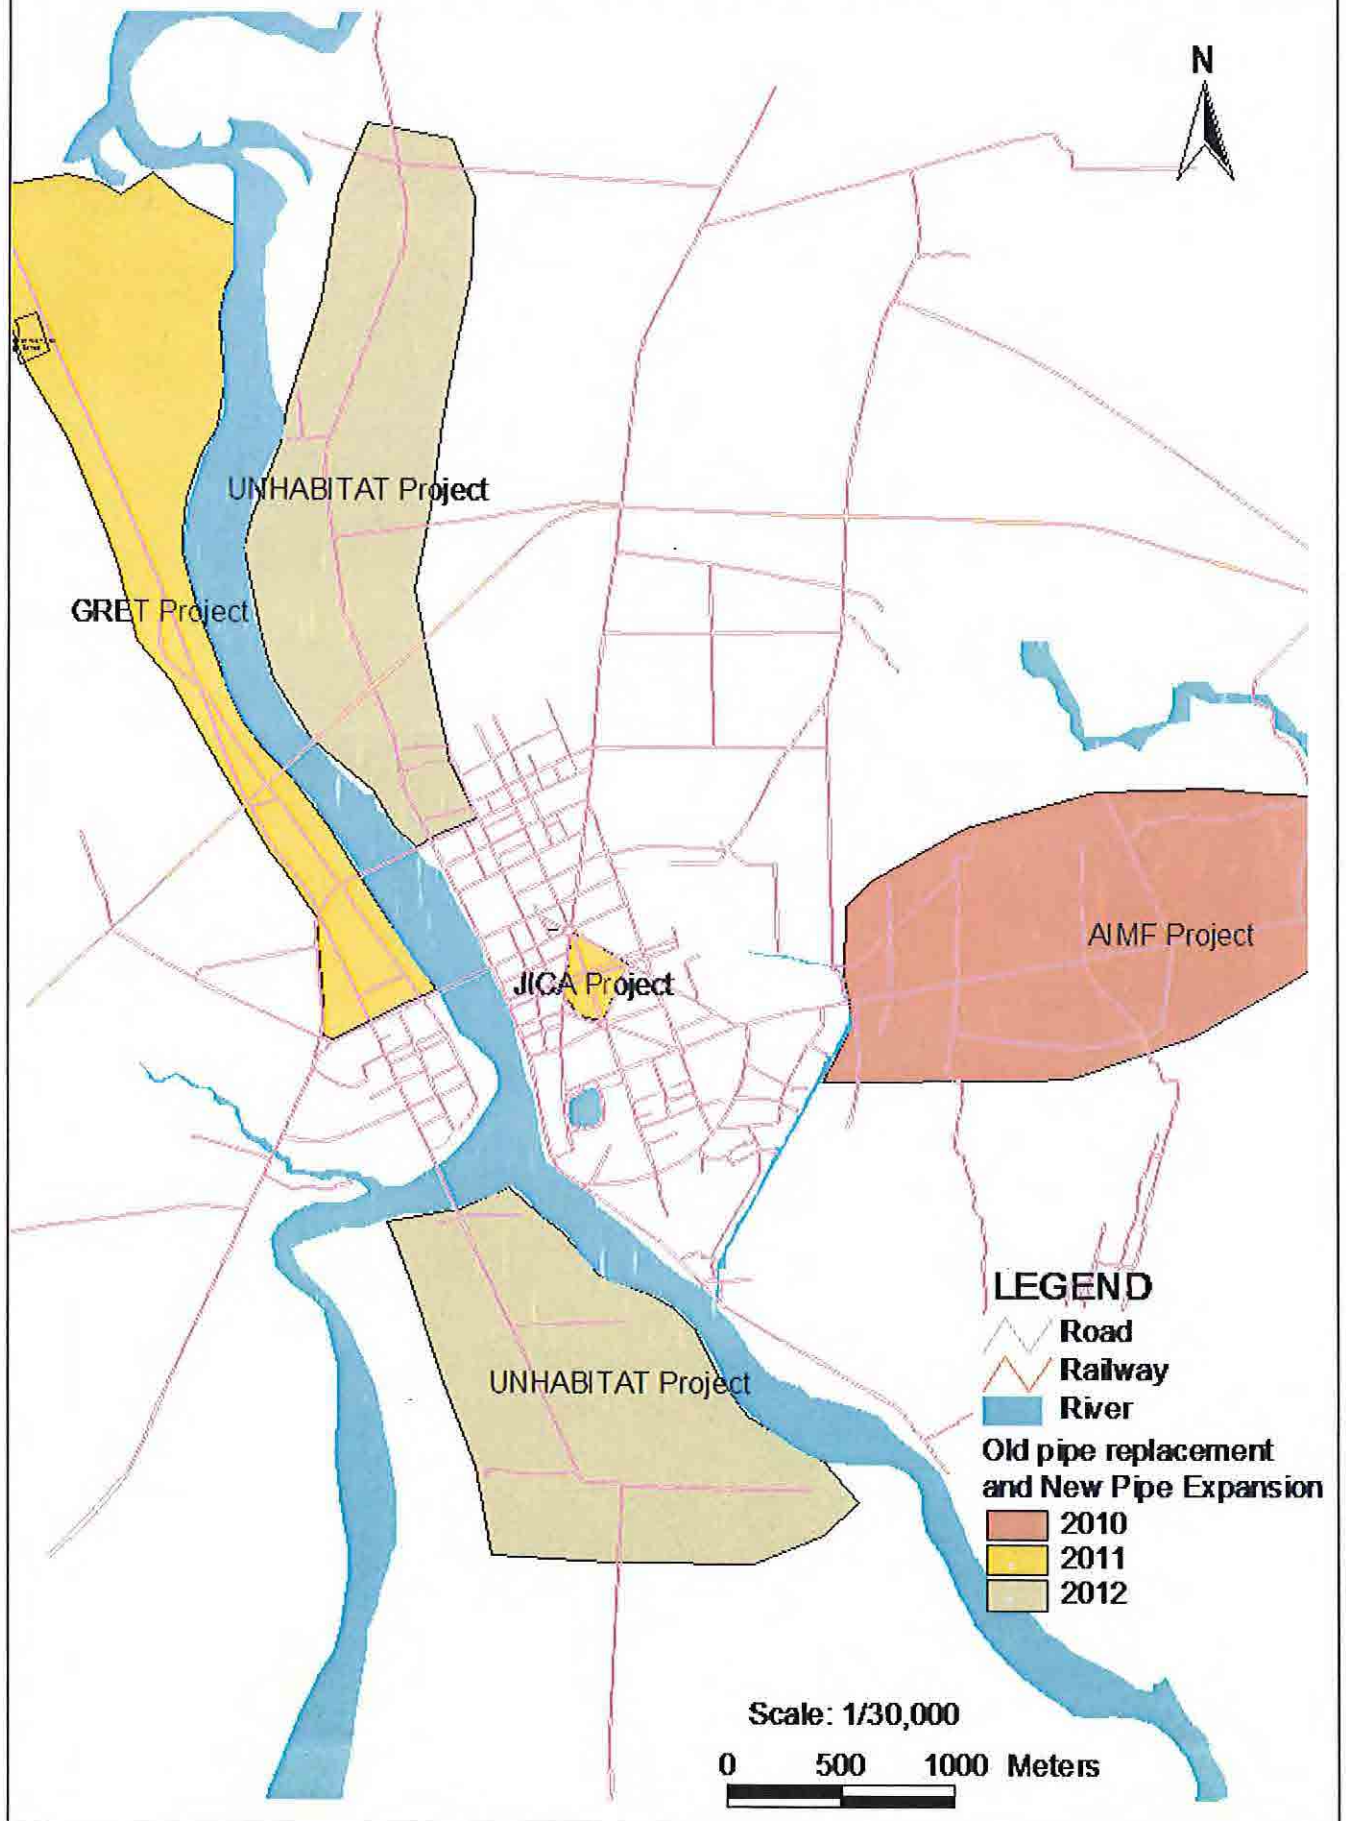 N
UNHABITAT Project
GRET Project
AIMF Project
JICA Project
UNHABITAT Project
LEGEND
Road
Railway
River
Old pipe replacement
and New Pipe Expansion
2010
2011
2012
Scale: 1/30,000
0 500 1000 Meters